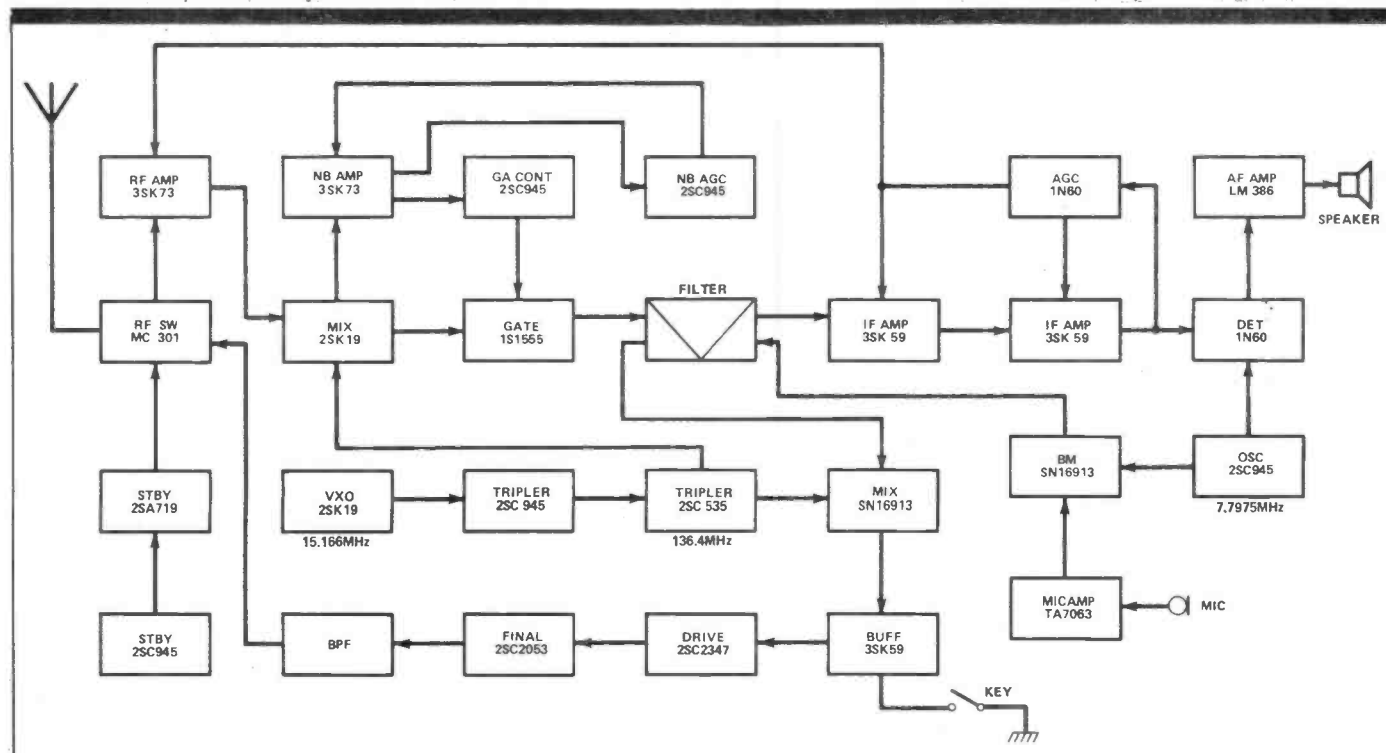 RF AMP
3SK73
NB AMP
3SK73
GA CONT
2SC945
NB AGC
2SC945
AGC
1N60
AF AMP
LM 386
SPEAKER
RF SW
MC 301
MIX
2SK19
GATE
1S1555
FILTER
IF AMP
3SK 59
IF AMP
3SK 59
DET
1N60
STBY
2SA719
VXO
2SK19
15.166MHz
TRIPLER
2SC 945
TRIPLER
2SC 535
136.4MHz
MIX
SN16913
BM
SN16913
OSC
2SC945
7.7975MHz
MICAMP
TA7063
MIC
STBY
2SC945
BPF
FINAL
2SC2053
DRIVE
2SC2347
BUFF
3SK59
KEY